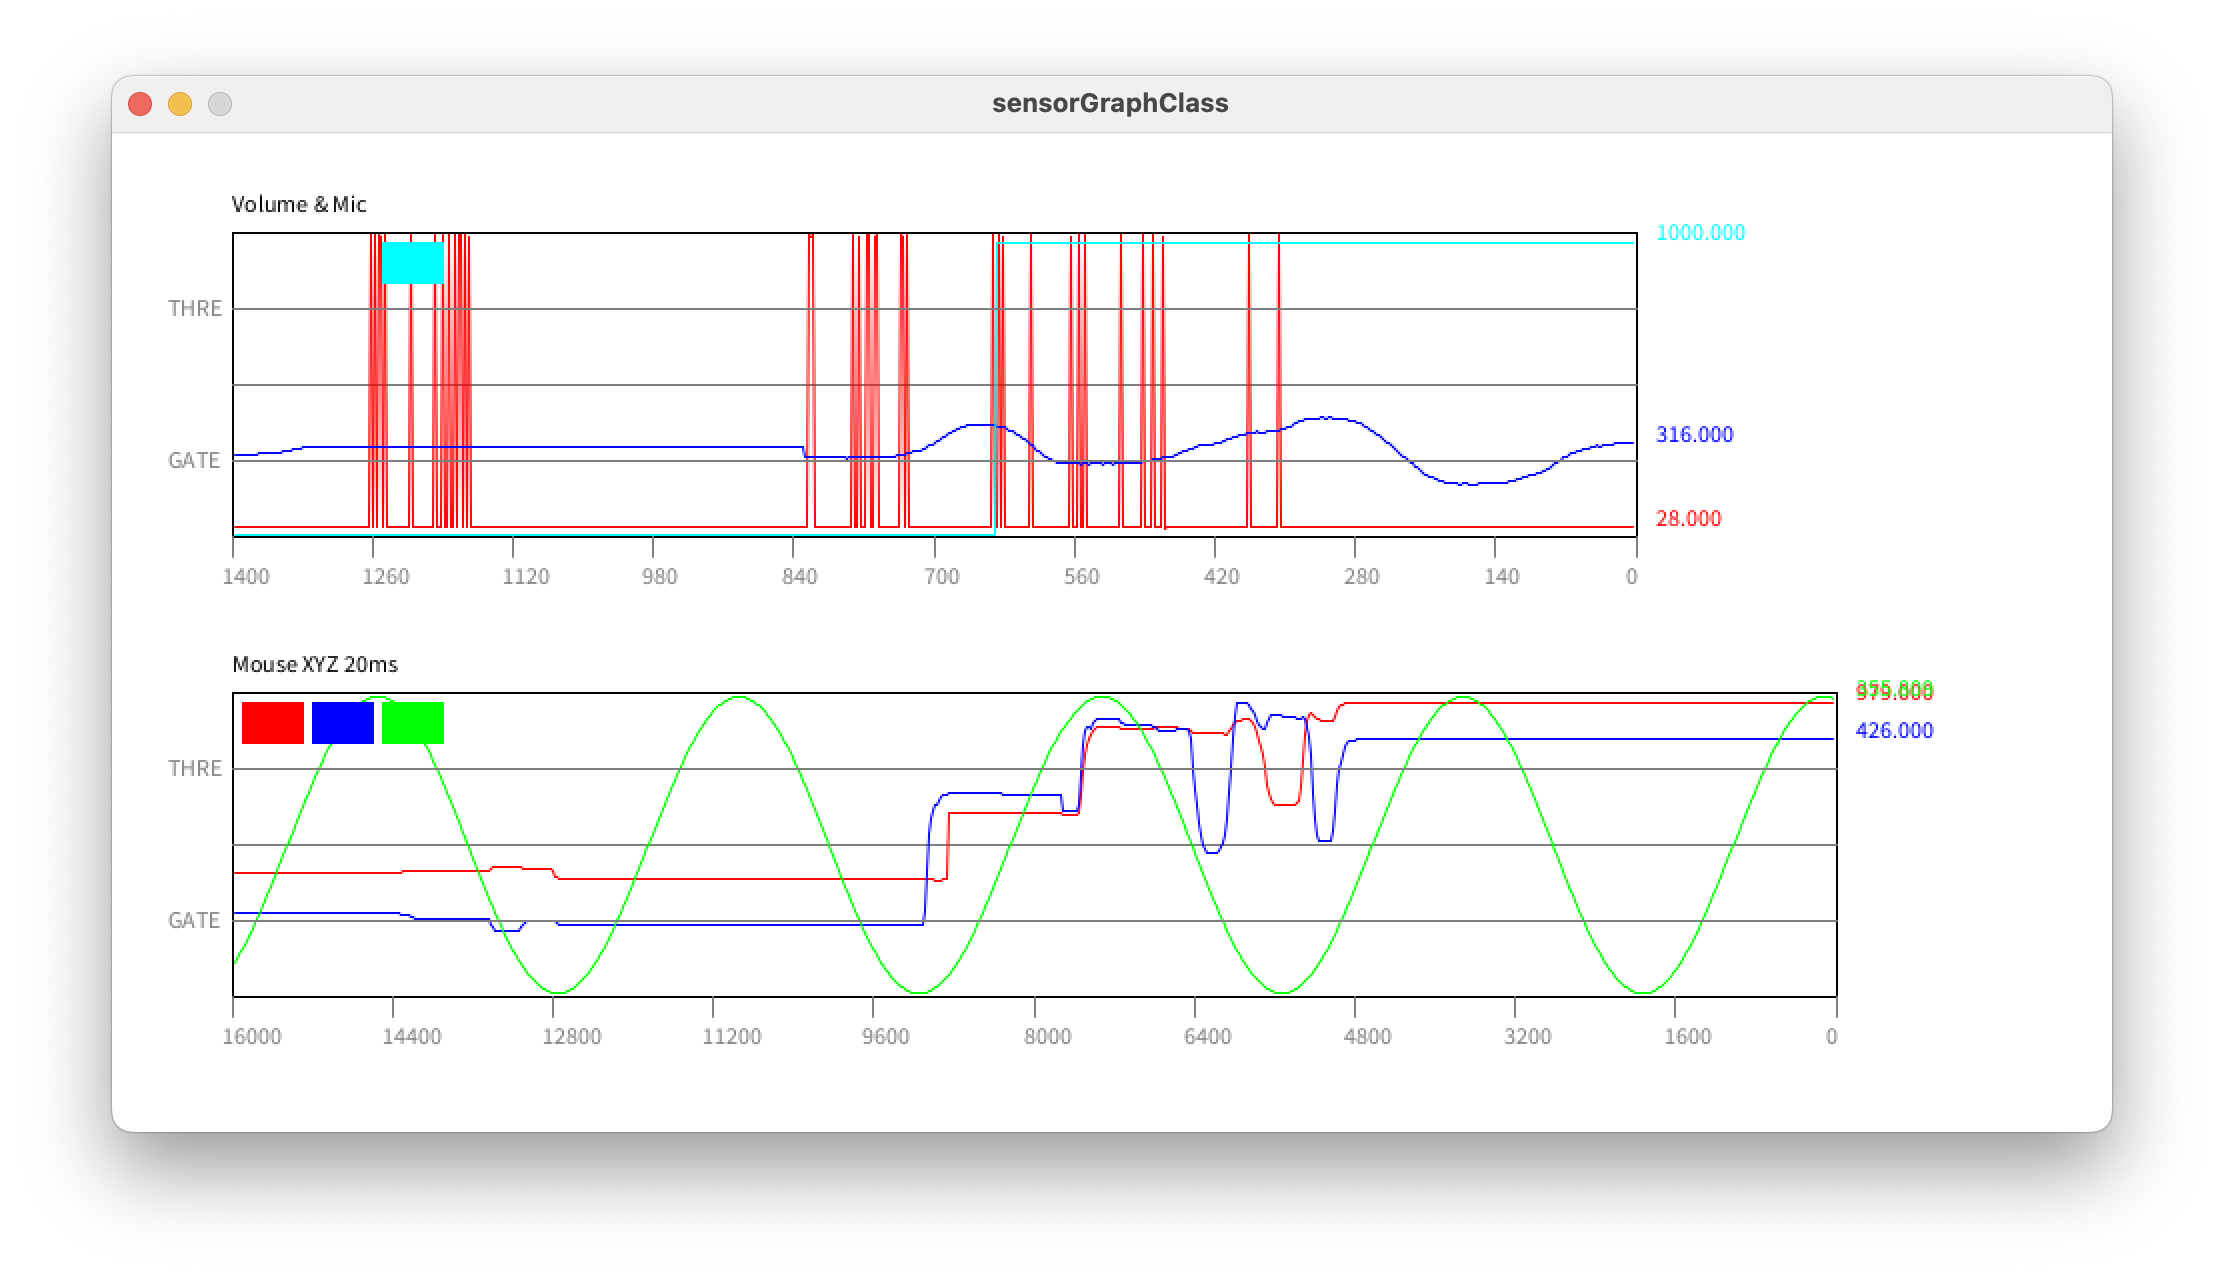 sensorGraphClass
Volume & Mic
1000.000
THRE
316.000
GATE
28.000
1400 1260 1120 980 840 700 560 420 280 140 0
Mouse XYZ 20ms
979.000
426.000
THRE
GATE
16000 14400 12800 11200 9600 8000 6400 4800 3200 1600 0